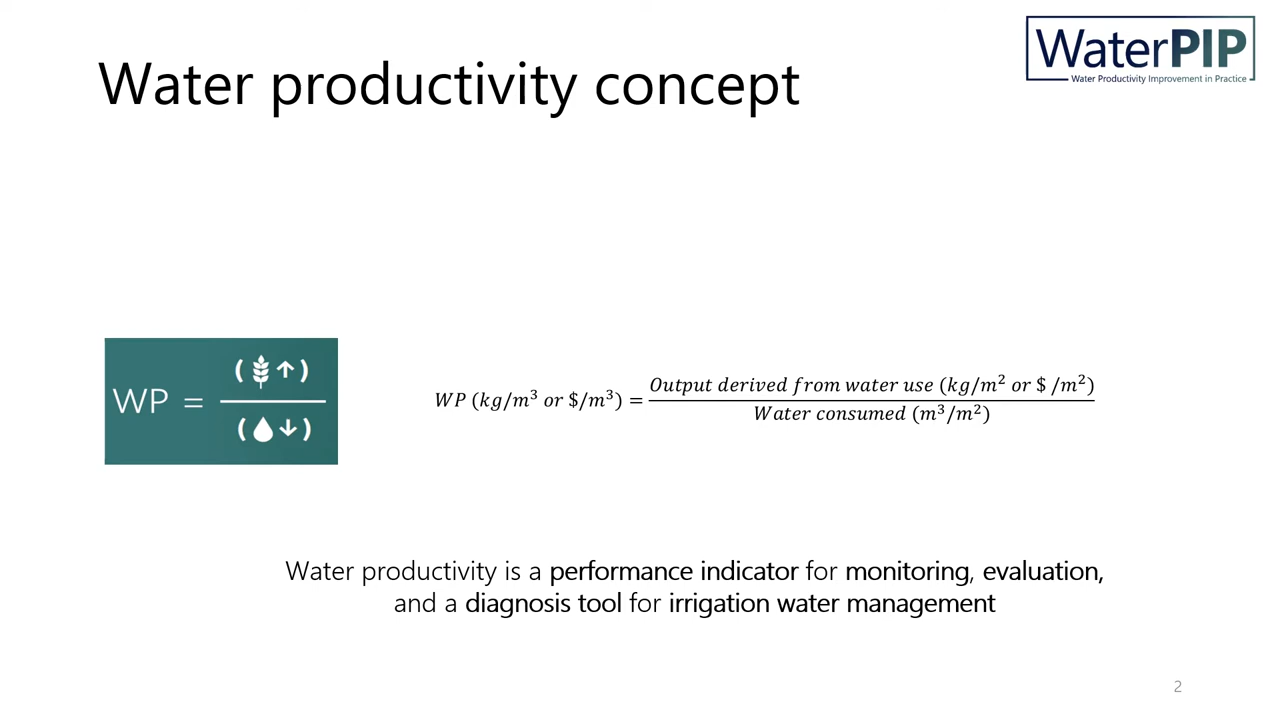 WaterPIP
Water Productivity Improvement in Practice
Water productivity concept
WP = (↑) / (↓)
WP (kg/m³ or $/m³) = Output derived from water use (kg/m² or $ /m²) / Water consumed (m³/m²)
Water productivity is a performance indicator for monitoring, evaluation,
and a diagnosis tool for irrigation water management
2